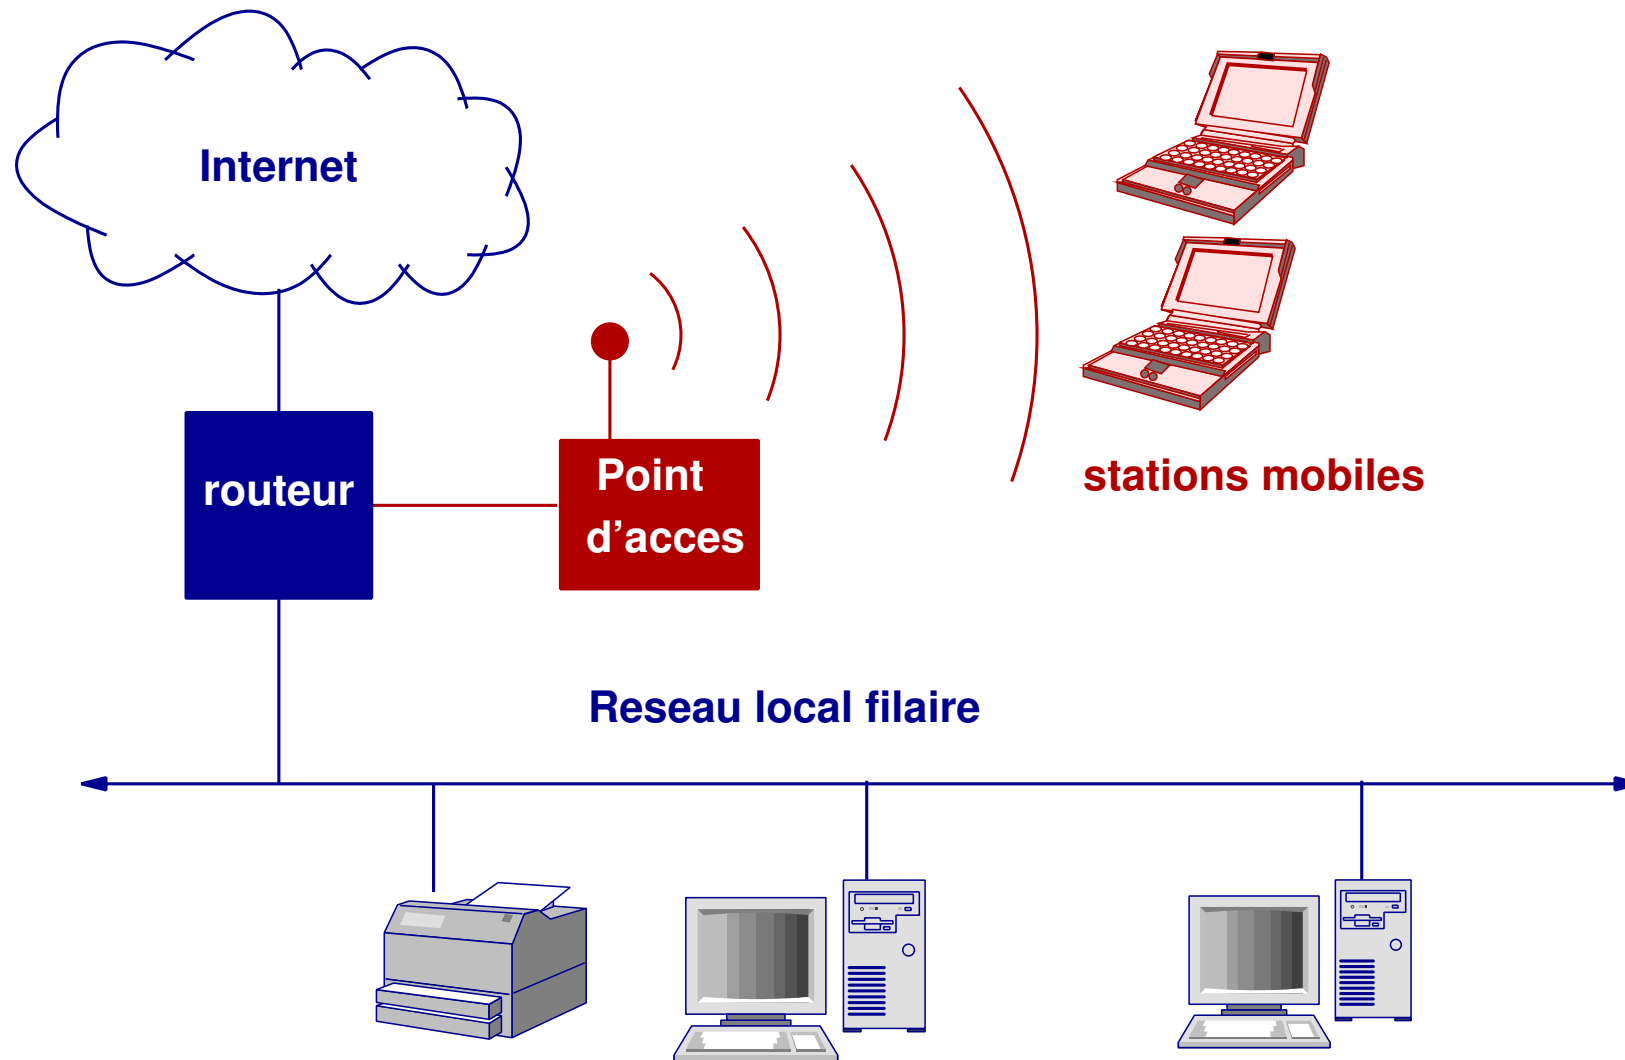 Internet
routeur
Point
d’acces
stations mobiles
Reseau local filaire